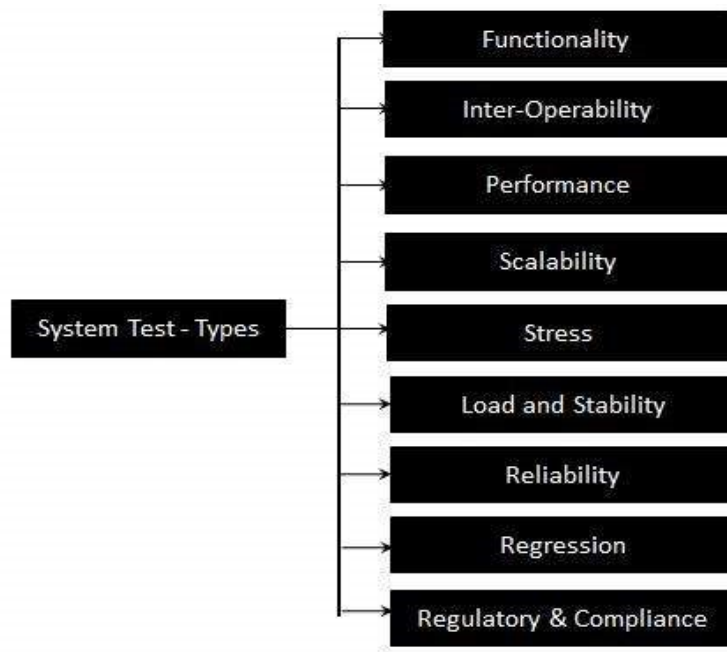 Functionality
Inter-Operability
Performance
Scalability
System Test - Types
Stress
Load and Stability
Reliability
Regression
Regulatory & Compliance